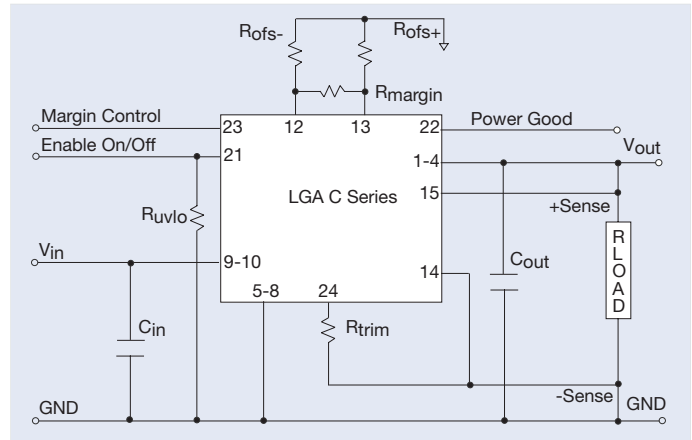 Rofs-
Rofs+
Rmargin
Margin Control
23
12
13
22
Power Good
Enable On/Off
21
1-4
Vout
LGA C Series
15
+Sense
Ruvlo
RLOAD
Vin
9-10
14
Cout
5-8
24
Cin
Rtrim
-Sense
GND
GND